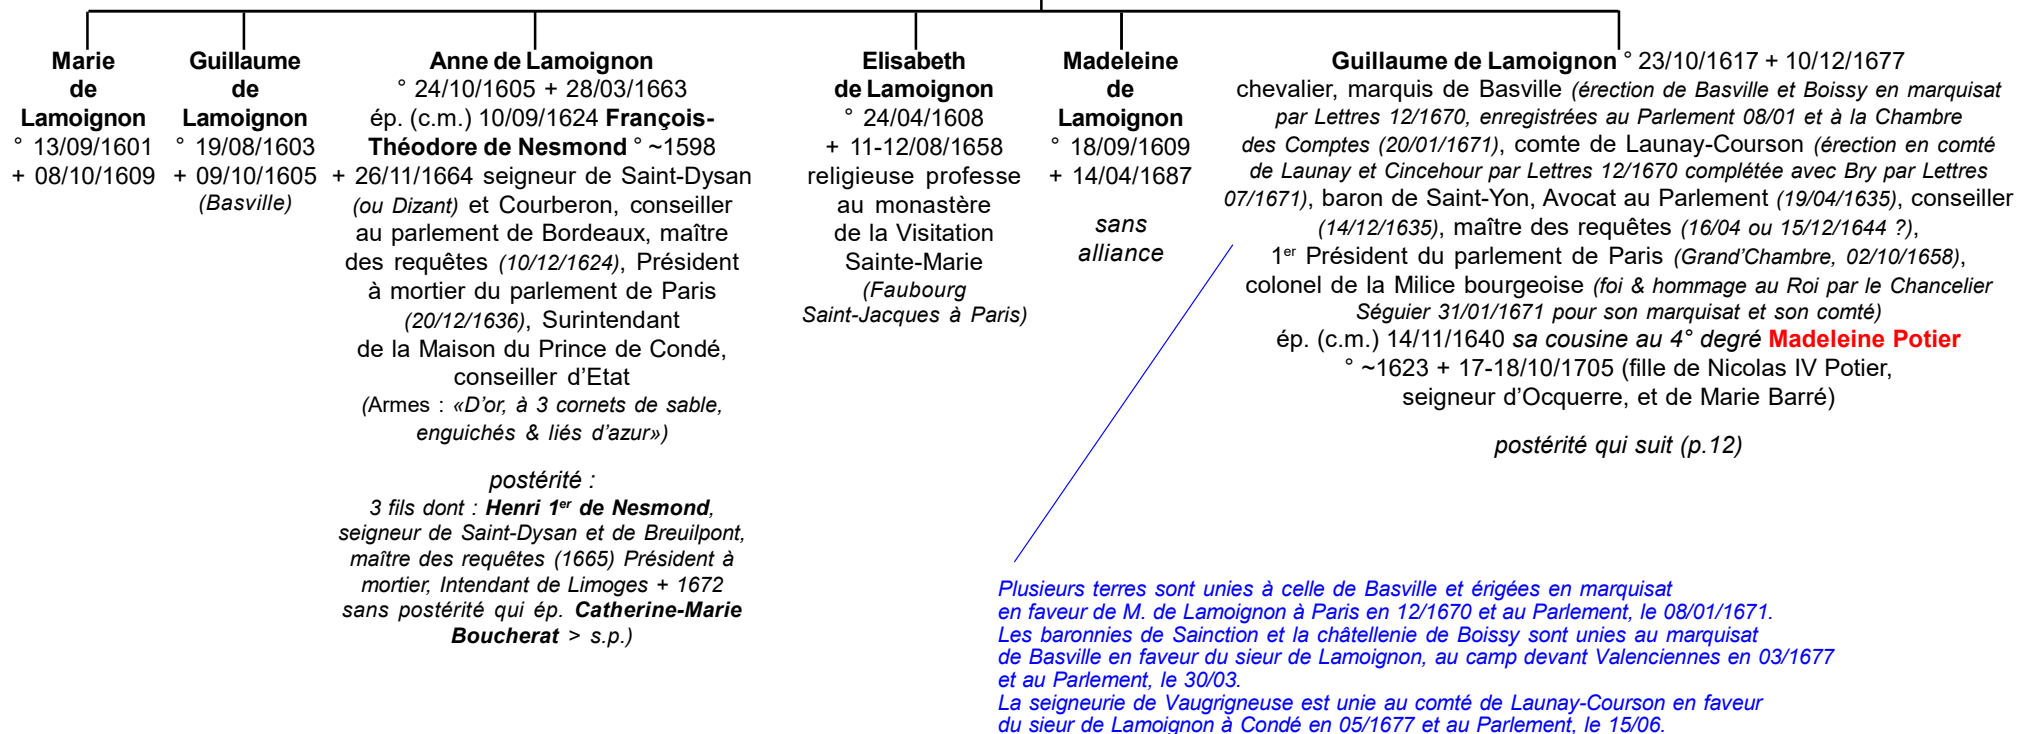 Marie
de
Lamoignon
° 13/09/1601
+ 08/10/1609
Guillaume
de
Lamoignon
° 19/08/1603
+ 09/10/1605
(Basville)
Anne de Lamoignon
° 24/10/1605 + 28/03/1663
ép. (c.m.) 10/09/1624 François-
Théodore de Nesmond ° ~1598
+ 26/11/1664 seigneur de Saint-Dysan
(ou Dizant) et Courberon, conseiller
au parlement de Bordeaux, maître
des requêtes (10/12/1624), Président
à mortier du parlement de Paris
(20/12/1636), Surintendant
de la Maison du Prince de Condé,
conseiller d’Etat
(Armes : «D’or, à 3 cornets de sable,
enguichés & liés d’azur»)
postérité :
3 fils dont : Henri 1er de Nesmond,
seigneur de Saint-Dysan et de Breuilpont,
maître des requêtes (1665) Président à
mortier, Intendant de Limoges + 1672
sans postérité qui ép. Catherine-Marie
Boucherat > s.p.)
Elisabeth
de Lamoignon
° 24/04/1608
+ 11-12/08/1658
religieuse professe
au monastère
de la Visitation
Sainte-Marie
(Faubourg
Saint-Jacques à Paris)
Madeleine
de
Lamoignon
° 18/09/1609
+ 14/04/1687
sans
alliance
Guillaume de Lamoignon ° 23/10/1617 + 10/12/1677
chevalier, marquis de Basville (érection de Basville et Boissy en marquisat
par Lettres 12/1670, enregistrées au Parlement 08/01 et à la Chambre
des Comptes (20/01/1671), comte de Launay-Courson (érection en comté
de Launay et Cincehour par Lettres 12/1670 complétée avec Bry par Lettres
07/1671), baron de Saint-Yon, Avocat au Parlement (19/04/1635), conseiller
(14/12/1635), maître des requêtes (16/04 ou 15/12/1644 ?),
1er Président du parlement de Paris (Grand’Chambre, 02/10/1658),
colonel de la Milice bourgeoise (foi & hommage au Roi par le Chancelier
Séguier 31/01/1671 pour son marquisat et son comté)
ép. (c.m.) 14/11/1640 sa cousine au 4° degré Madeleine Potier
° ~1623 + 17-18/10/1705 (fille de Nicolas IV Potier,
seigneur d’Ocquerre, et de Marie Barré)
postérité qui suit (p.12)
Plusieurs terres sont unies à celle de Basville et érigées en marquisat
en faveur de M. de Lamoignon à Paris en 12/1670 et au Parlement, le 08/01/1671.
Les baronnies de Sainction et la châtellenie de Boissy sont unies au marquisat
de Basville en faveur du sieur de Lamoignon, au camp devant Valenciennes en 03/1677
et au Parlement, le 30/03.
La seigneurie de Vaugrigneuse est unie au comté de Launay-Courson en faveur
du sieur de Lamoignon à Condé en 05/1677 et au Parlement, le 15/06.